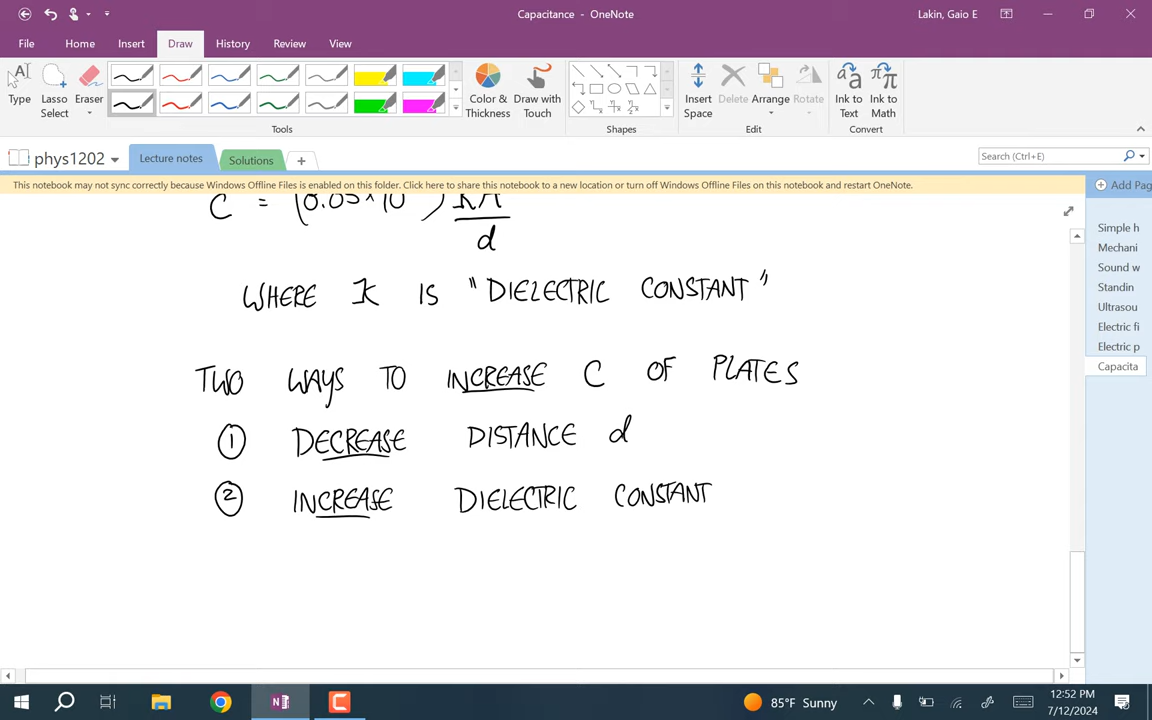 Capacitance - OneNote
Lakin, Gaio E
File Home Insert Draw History Review View
Type
Lasso Select
Eraser
Color & Thickness
Draw with Touch
Insert Space
Delete
Arrange
Rotate
Ink to Text
Ink to Math
Tools
Shapes
Edit
Convert
phys1202
Lecture notes
Solutions
Search (Ctrl+E)
This notebook may not sync correctly because Windows Offline Files is enabled on this folder. Click here to share this notebook to a new location or turn off Windows Offline Files on this notebook and restart OneNote.
Add Pag
Simple h
Mechani
Sound w
Standin
Ultrasou
Electric fi
Electric p
Capacita
C =
d
WHERE K IS "DIELECTRIC CONSTANT"
TWO WAYS TO INCREASE C OF PLATES
① DECREASE DISTANCE d
② INCREASE DIELECTRIC CONSTANT
85°F Sunny
12:52 PM
7/12/2024